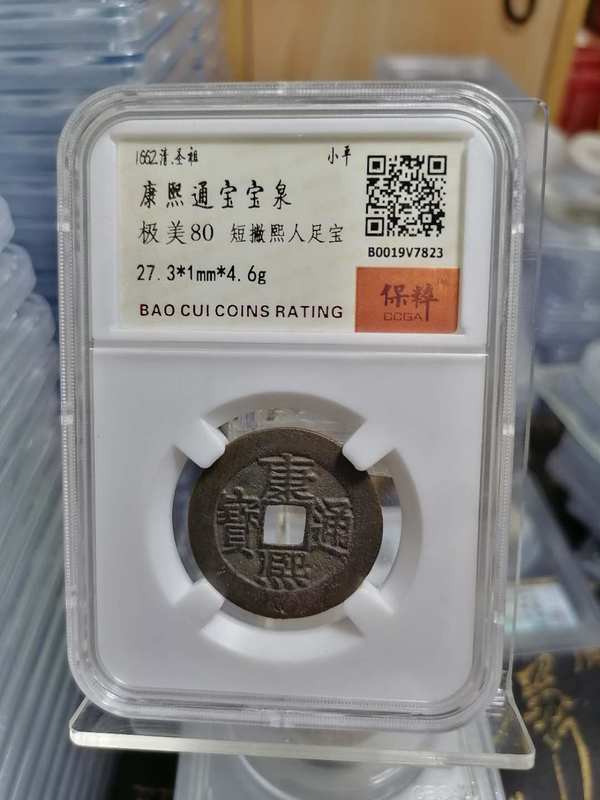 1662清.圣祖 小平
康熙通宝宝泉
极美80 短撇熙人足宝
27.3*1mm*4.6g
B0019V7823
保粹
CCGA
BAO CUI COINS RATING
康熙通寶